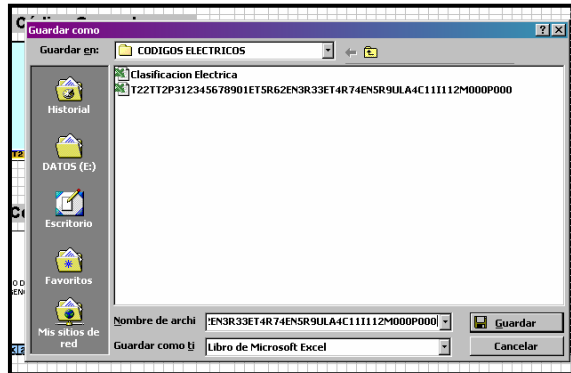 Guardar como
Guardar en:
CODIGOS ELECTRICOS
Clasificacion Electrica
T22TT2P312345678901ET5R62EN3R33ET4R74EN5R9ULA4C11I112M000P000
Historial
DATOS (E:)
Escritorio
Favoritos
Mis sitios de
red
Nombre de archi
EN3R33ET4R74EN5R9ULA4C11I112M000P000
Guardar
Guardar como ti
Libro de Microsoft Excel
Cancelar